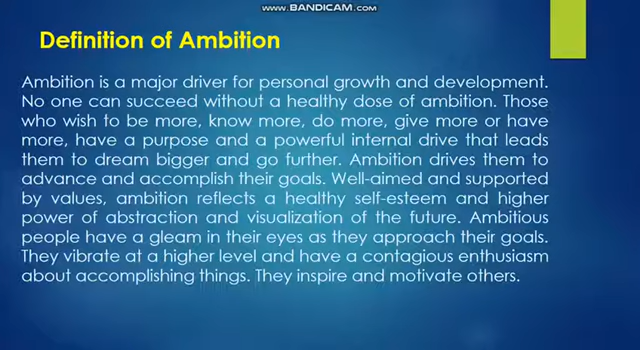 www.BANDICAM.com
Definition of Ambition
Ambition is a major driver for personal growth and development.
No one can succeed without a healthy dose of ambition. Those
who wish to be more, know more, do more, give more or have
more, have a purpose and a powerful internal drive that leads
them to dream bigger and go further. Ambition drives them to
advance and accomplish their goals. Well-aimed and supported
by values, ambition reflects a healthy self-esteem and higher
power of abstraction and visualization of the future. Ambitious
people have a gleam in their eyes as they approach their goals.
They vibrate at a higher level and have a contagious enthusiasm
about accomplishing things. They inspire and motivate others.